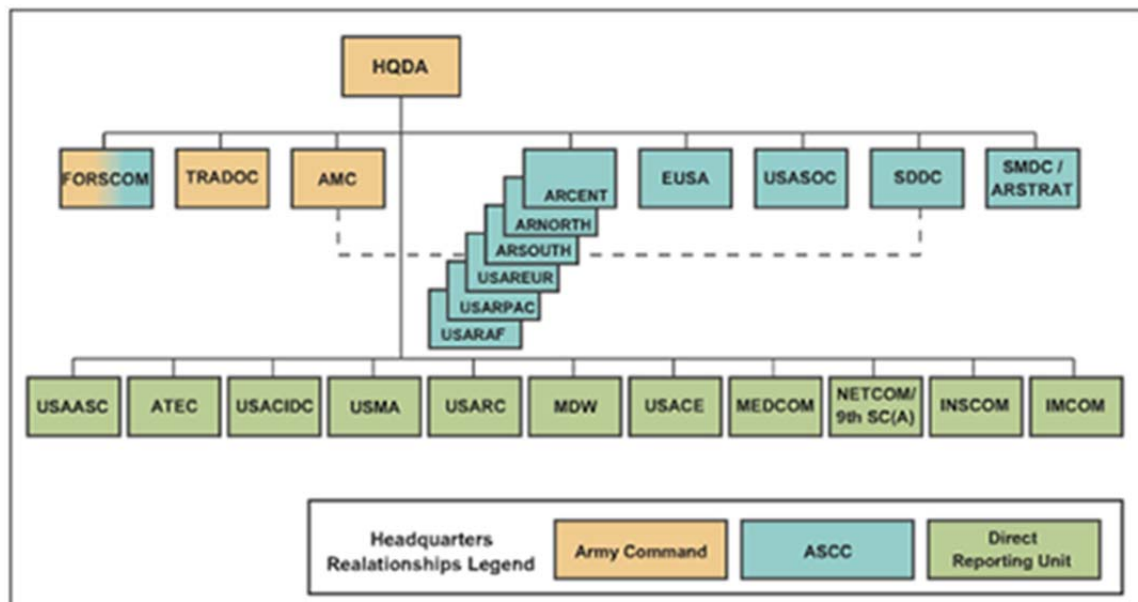 HQDA
FORSCOM
TRADOC
AMC
ARCENT
EUSA
USASOC
SDDC
SMDC /
ARSTRAT
ARNORTH
ARSOUTH
USAREUR
USARPAC
USARAF
USAASC
ATEC
USACIDC
USMA
USARC
MDW
USACE
MEDCOM
NETCOM/
9th SC(A)
INSCOM
IMCOM
Headquarters
Realationships Legend
Army Command
ASCC
Direct
Reporting Unit